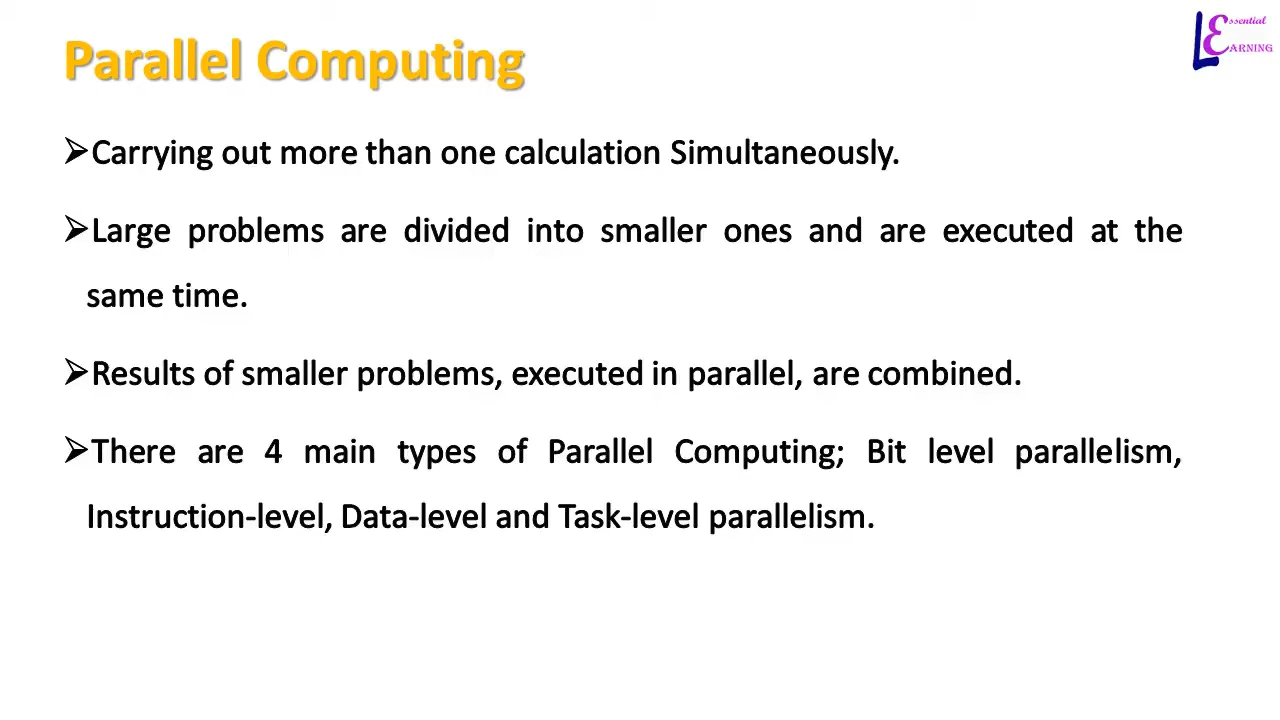 Parallel Computing
Essential
LEARNING
➢Carrying out more than one calculation Simultaneously.
➢Large problems are divided into smaller ones and are executed at the
same time.
➢Results of smaller problems, executed in parallel, are combined.
➢There are 4 main types of Parallel Computing; Bit level parallelism,
Instruction-level, Data-level and Task-level parallelism.